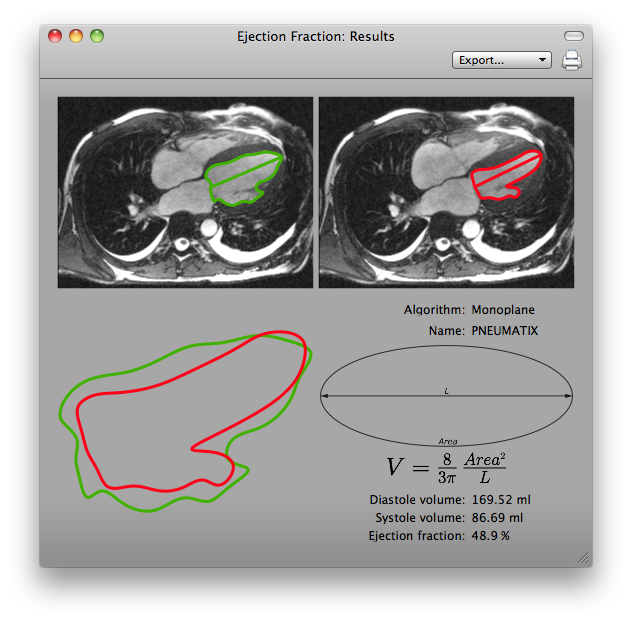 Ejection Fraction: Results
Export...
Algorithm: Monoplane
Name: PNEUMATIX
L
Area
V = 8/3π Area²/L
Diastole volume: 169.52 ml
Systole volume: 86.69 ml
Ejection fraction: 48.9 %